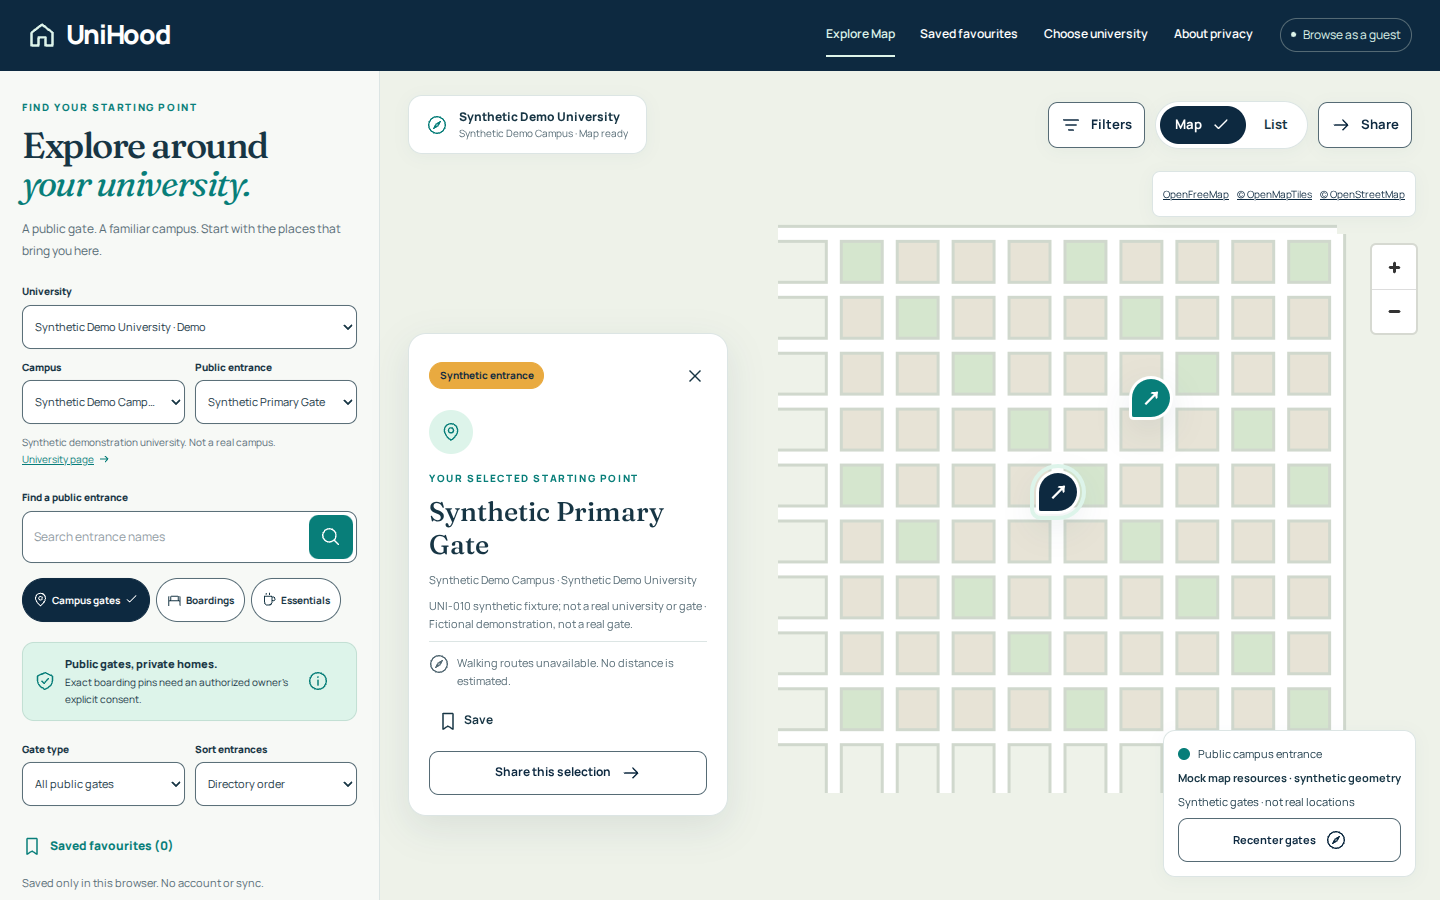 UniHood
Explore Map
Saved favourites
Choose university
About privacy
Browse as a guest
FIND YOUR STARTING POINT
Explore around
your university.
A public gate. A familiar campus. Start with the places that
bring you here.
University
Synthetic Demo University · Demo
Campus
Public entrance
Synthetic Demo Camp...
Synthetic Primary Gate
Synthetic demonstration university. Not a real campus.
University page
Find a public entrance
Search entrance names
Campus gates
Boardings
Essentials
Public gates, private homes.
Exact boarding pins need an authorized owner's
explicit consent.
Gate type
Sort entrances
All public gates
Directory order
Saved favourites (0)
Saved only in this browser. No account or sync.
Synthetic Demo University
Synthetic Demo Campus · Map ready
Filters
Map
List
Share
OpenFreeMap © OpenMapTiles © OpenStreetMap
Synthetic entrance
YOUR SELECTED STARTING POINT
Synthetic Primary
Gate
Synthetic Demo Campus · Synthetic Demo University
UNI-010 synthetic fixture; not a real university or gate ·
Fictional demonstration, not a real gate.
Walking routes unavailable. No distance is
estimated.
Save
Share this selection
Public campus entrance
Mock map resources · synthetic geometry
Synthetic gates · not real locations
Recenter gates